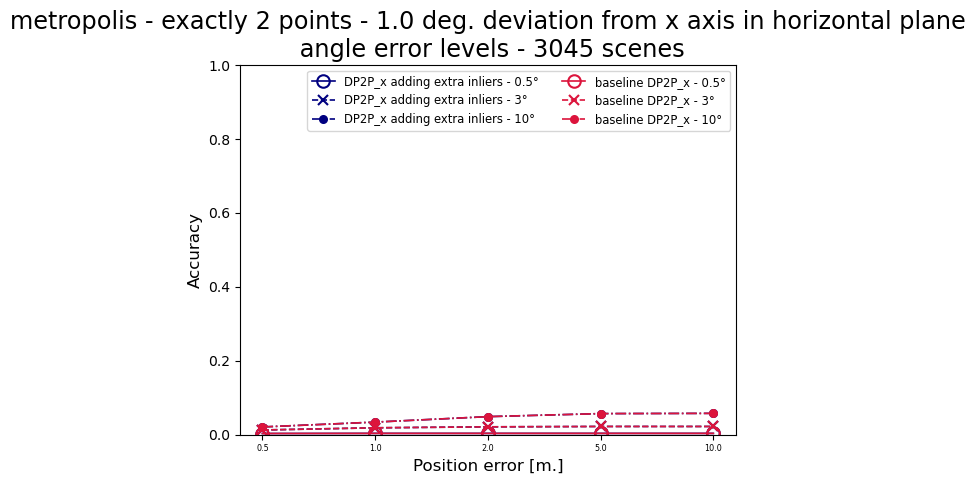 metropolis - exactly 2 points - 1.0 deg. deviation from x axis in horizontal plane
angle error levels - 3045 scenes
DP2P_x adding extra inliers - 0.5°
DP2P_x adding extra inliers - 3°
DP2P_x adding extra inliers - 10°
baseline DP2P_x - 0.5°
baseline DP2P_x - 3°
baseline DP2P_x - 10°
Accuracy
1.0
0.8
0.6
0.4
0.2
0.0
0.5 1.0 2.0 5.0 10.0
Position error [m.]